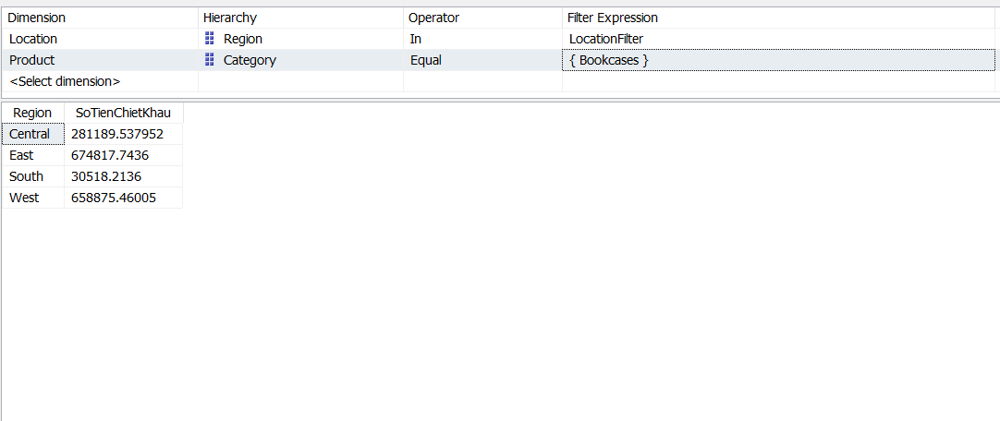 Dimension Hierarchy Operator Filter Expression
Location Region In LocationFilter
Product Category Equal { Bookcases }
<Select dimension>
Region SoTienChietKhau
Central 281189.537952
East 674817.7436
South 30518.2136
West 658875.46005